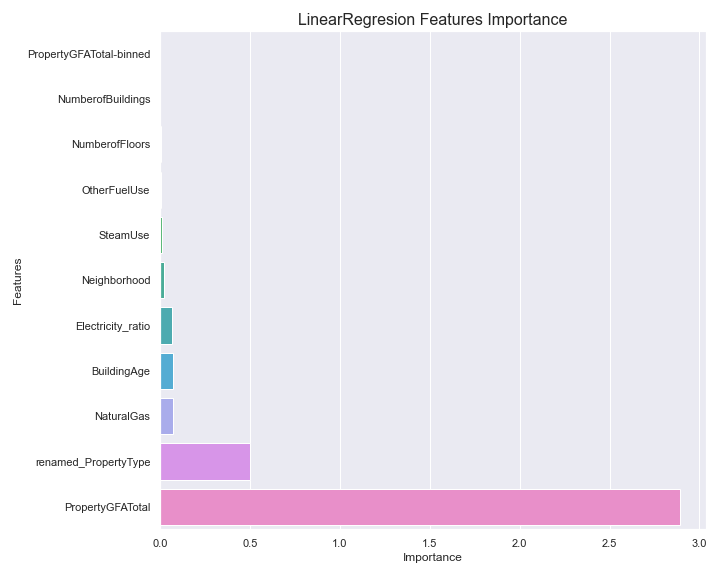 LinearRegresion Features Importance
PropertyGFATotal-binned
NumberofBuildings
NumberofFloors
OtherFuelUse
SteamUse
Neighborhood
Electricity_ratio
BuildingAge
NaturalGas
renamed_PropertyType
PropertyGFATotal
Features
0.0 0.5 1.0 1.5 2.0 2.5 3.0
Importance